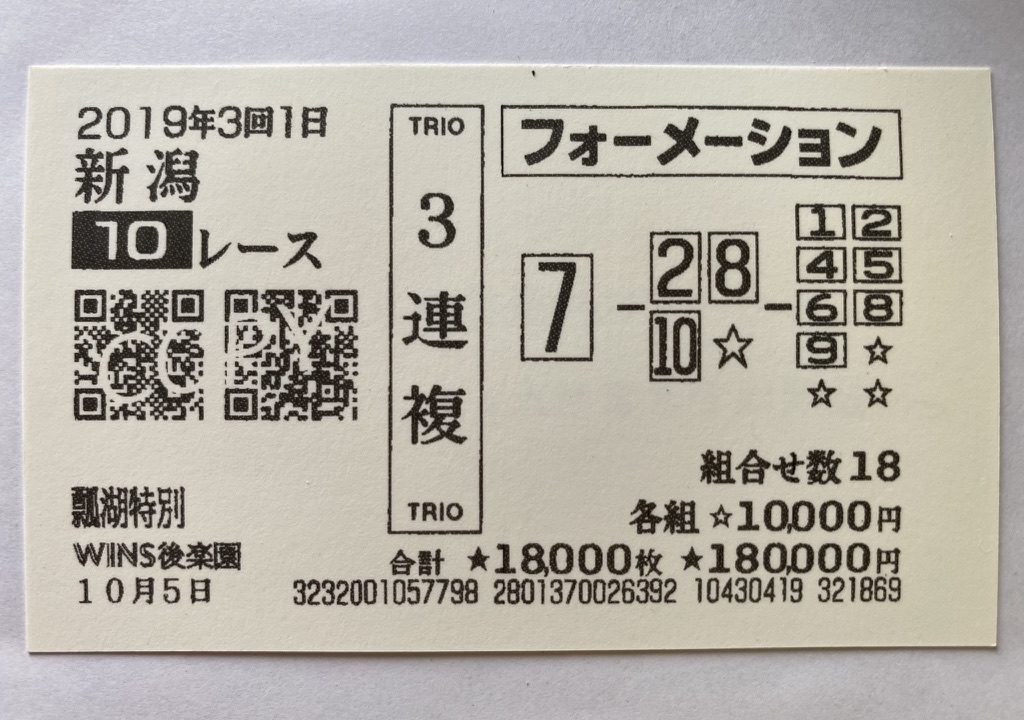 2019年3回1日
新潟
10レース
COPY
瓢湖特別
WINS後楽園
10月5日
TRIO
3連複
TRIO
フォーメーション
7 - 2 8 10 ☆ - 1 2 4 5 6 8 9 ☆ ☆ ☆
組合せ数18
各組 ☆10,000円
合計 ★18,000枚 ★180,000円
3232001057798 2801370026392 10430419 321869